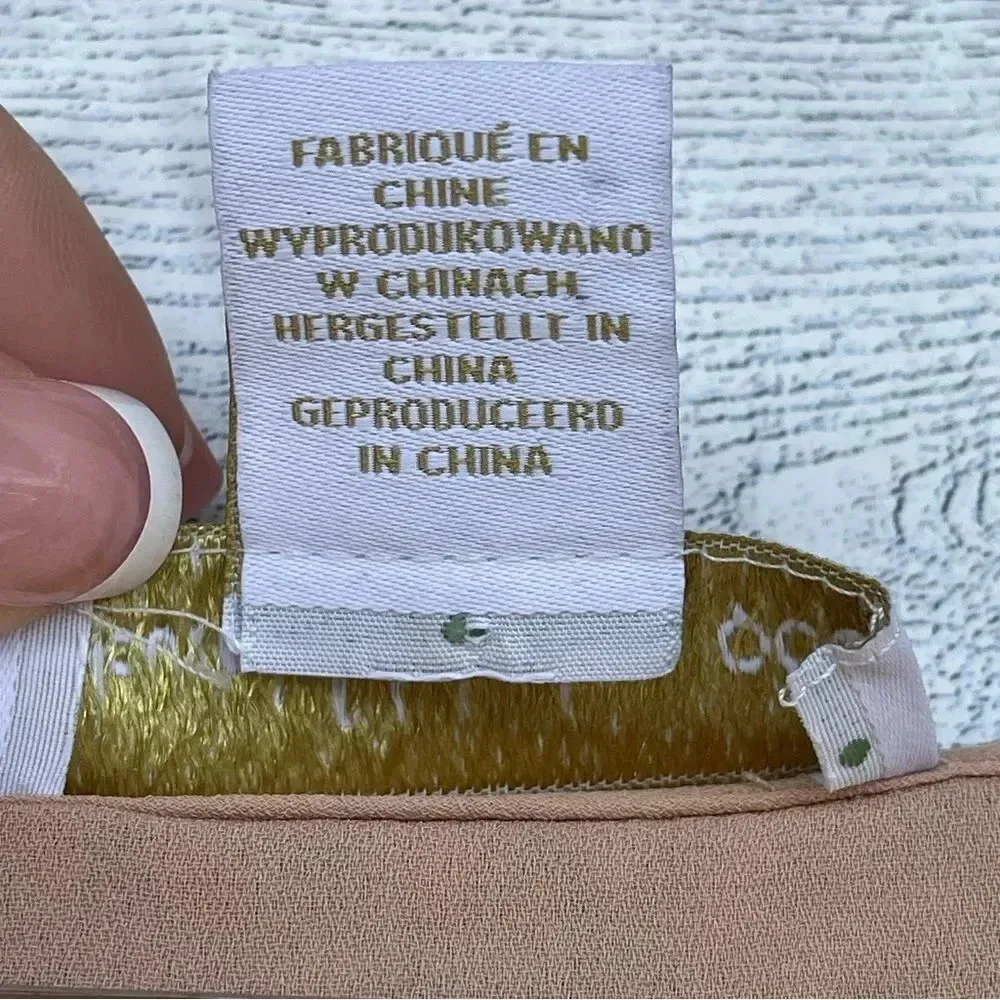 FABRIQUÉ EN
CHINE
WYPRODUKOWANO
W CHINACH
HERGESTELLT IN
CHINA
GEPRODUCEERD
IN CHINA